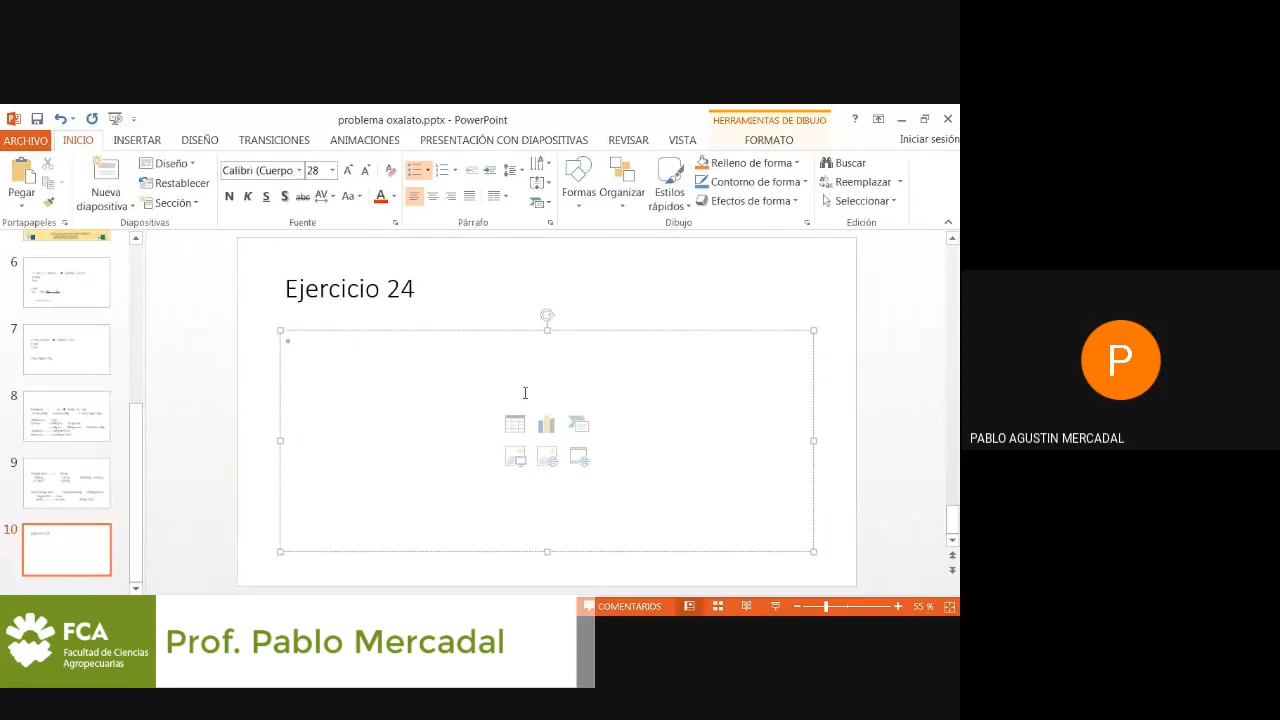 problema oxalato.pptx - PowerPoint
HERRAMIENTAS DE DIBUJO
?
ARCHIVO INICIO INSERTAR DISEÑO TRANSICIONES ANIMACIONES PRESENTACIÓN CON DIAPOSITIVAS REVISAR VISTA FORMATO Iniciar sesión
Pegar
Nueva diapositiva
Diseño
Restablecer
Sección
Calibri (Cuerpo 28
N K S S abc AV Aa A
Formas Organizar Estilos rápidos
Relleno de forma
Contorno de forma
Efectos de forma
Buscar
Reemplazar
Seleccionar
Portapapeles Diapositivas Fuente Párrafo Dibujo Edición
6
7
8
9
10
Ejercicio 24
COMENTARIOS
55 %
P
PABLO AGUSTIN MERCADAL
FCA
Facultad de Ciencias
Agropecuarias
Prof. Pablo Mercadal